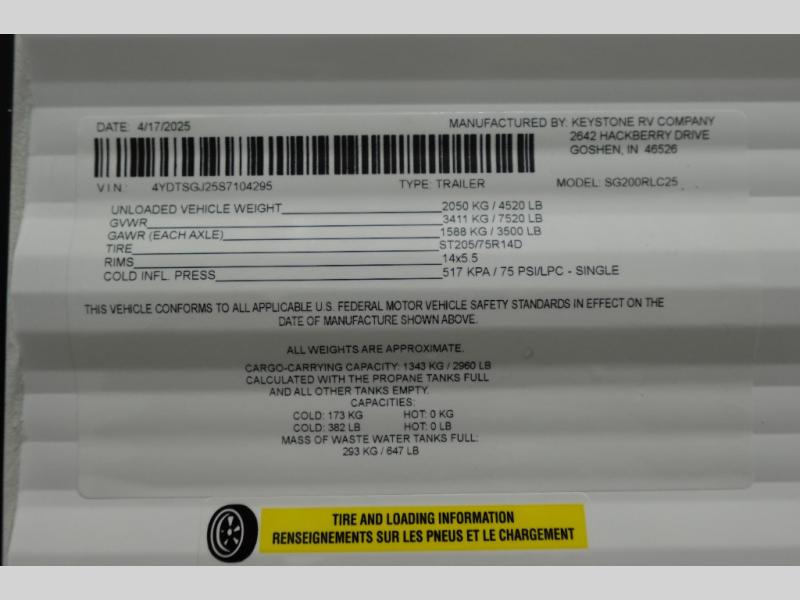 DATE: 4/17/2025
MANUFACTURED BY: KEYSTONE RV COMPANY
2642 HACKBERRY DRIVE
GOSHEN, IN 46526
VIN: 4YDTSGJ25S7104295 TYPE: TRAILER MODEL: SG200RLC25
UNLOADED VEHICLE WEIGHT 2050 KG / 4520 LB
GVWR 3411 KG / 7520 LB
GAWR (EACH AXLE) 1588 KG / 3500 LB
TIRE ST205/75R14D
RIMS 14x5.5
COLD INFL. PRESS 517 KPA / 75 PSI/LPC - SINGLE
THIS VEHICLE CONFORMS TO ALL APPLICABLE U.S. FEDERAL MOTOR VEHICLE SAFETY STANDARDS IN EFFECT ON THE
DATE OF MANUFACTURE SHOWN ABOVE.
ALL WEIGHTS ARE APPROXIMATE.
CARGO-CARRYING CAPACITY: 1343 KG / 2960 LB
CALCULATED WITH THE PROPANE TANKS FULL
AND ALL OTHER TANKS EMPTY.
CAPACITIES:
COLD: 173 KG HOT: 0 KG
COLD: 382 LB HOT: 0 LB
MASS OF WASTE WATER TANKS FULL:
293 KG / 647 LB
TIRE AND LOADING INFORMATION
RENSEIGNEMENTS SUR LES PNEUS ET LE CHARGEMENT